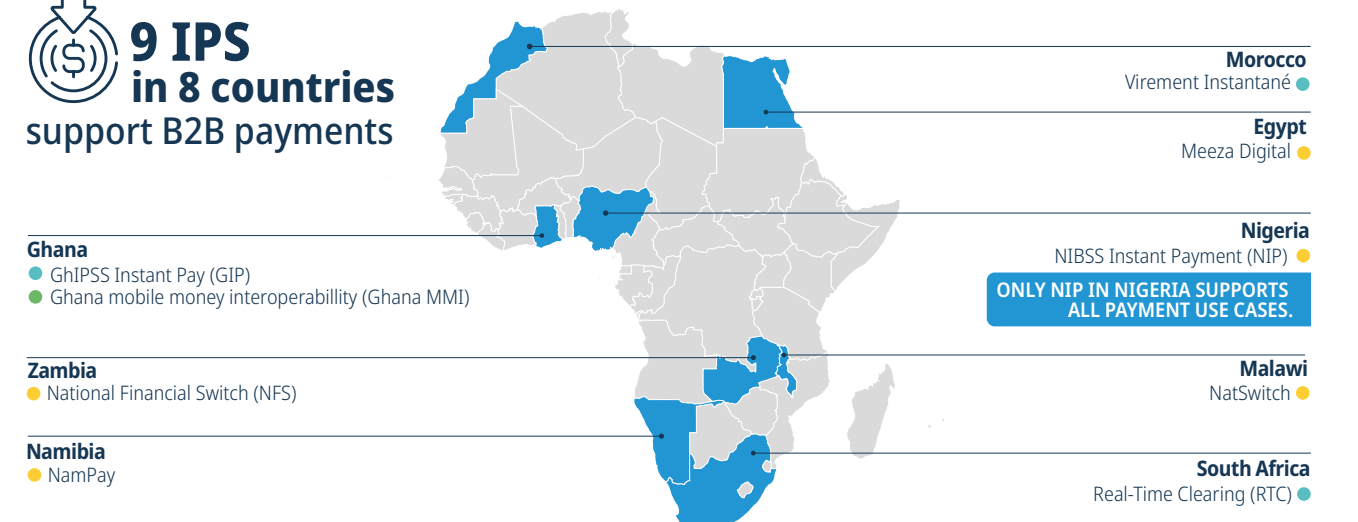 $
9 IPS
in 8 countries
support B2B payments
Morocco
Virement Instantané
Egypt
Meeza Digital
Nigeria
NIBSS Instant Payment (NIP)
ONLY NIP IN NIGERIA SUPPORTS
ALL PAYMENT USE CASES.
Ghana
GhIPSS Instant Pay (GIP)
Ghana mobile money interoperabillity (Ghana MMI)
Zambia
National Financial Switch (NFS)
Malawi
NatSwitch
Namibia
NamPay
South Africa
Real-Time Clearing (RTC)